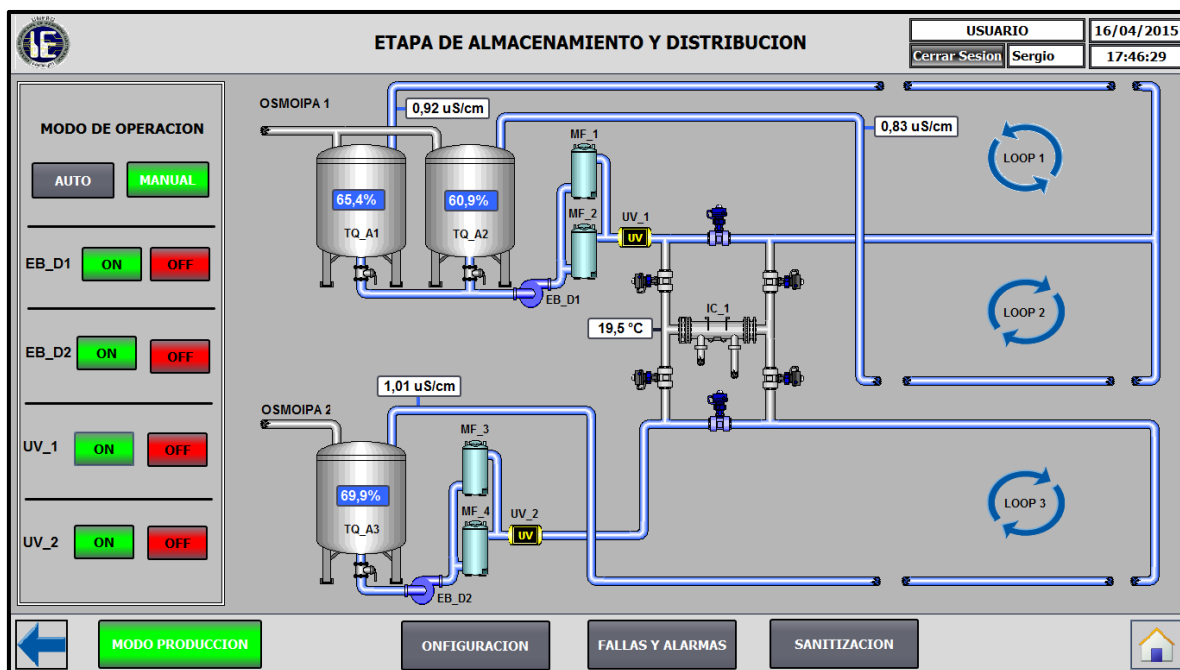 ETAPA DE ALMACENAMIENTO Y DISTRIBUCION
USUARIO
Cerrar Sesion Sergio
16/04/2015
17:46:29
MODO DE OPERACION
AUTO MANUAL
EB_D1 ON OFF
EB_D2 ON OFF
UV_1 ON OFF
UV_2 ON OFF
OSMOIPA 1
0,92 uS/cm
0,83 uS/cm
MF_1
LOOP 1
65,4%
60,9%
TQ_A1
TQ_A2
MF_2
UV_1
UV
EB_D1
IC_1
19,5 °C
LOOP 2
1,01 uS/cm
OSMOIPA 2
MF_3
69,9%
TQ_A3
MF_4
UV_2
UV
EB_D2
LOOP 3
MODO PRODUCCION
ONFIGURACION
FALLAS Y ALARMAS
SANITIZACION